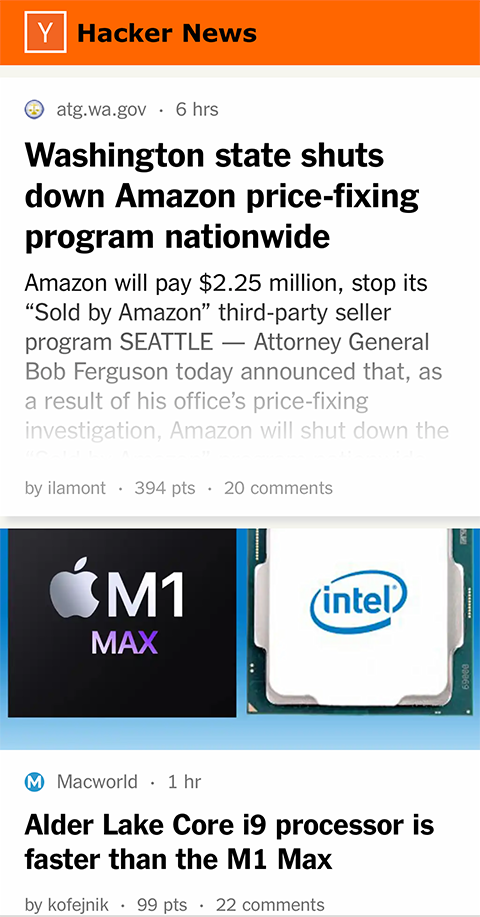 Y Hacker News
atg.wa.gov · 6 hrs
Washington state shuts
down Amazon price-fixing
program nationwide
Amazon will pay $2.25 million, stop its
“Sold by Amazon” third-party seller
program SEATTLE — Attorney General
Bob Ferguson today announced that, as
a result of his office’s price-fixing
investigation, Amazon will shut down the
by ilamont · 394 pts · 20 comments
M1
MAX
intel
M Macworld · 1 hr
Alder Lake Core i9 processor is
faster than the M1 Max
by kofejnik · 99 pts · 22 comments